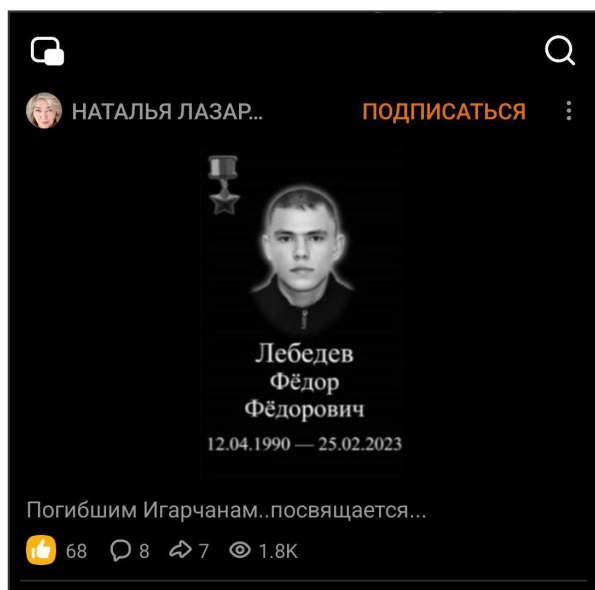 НАТАЛЬЯ ЛАЗАР...
ПОДПИСАТЬСЯ
Лебедев
Фёдор
Фёдорович
12.04.1990 — 25.02.2023
Погибшим Игарчанам..посвящается...
68 8 7 1.8K